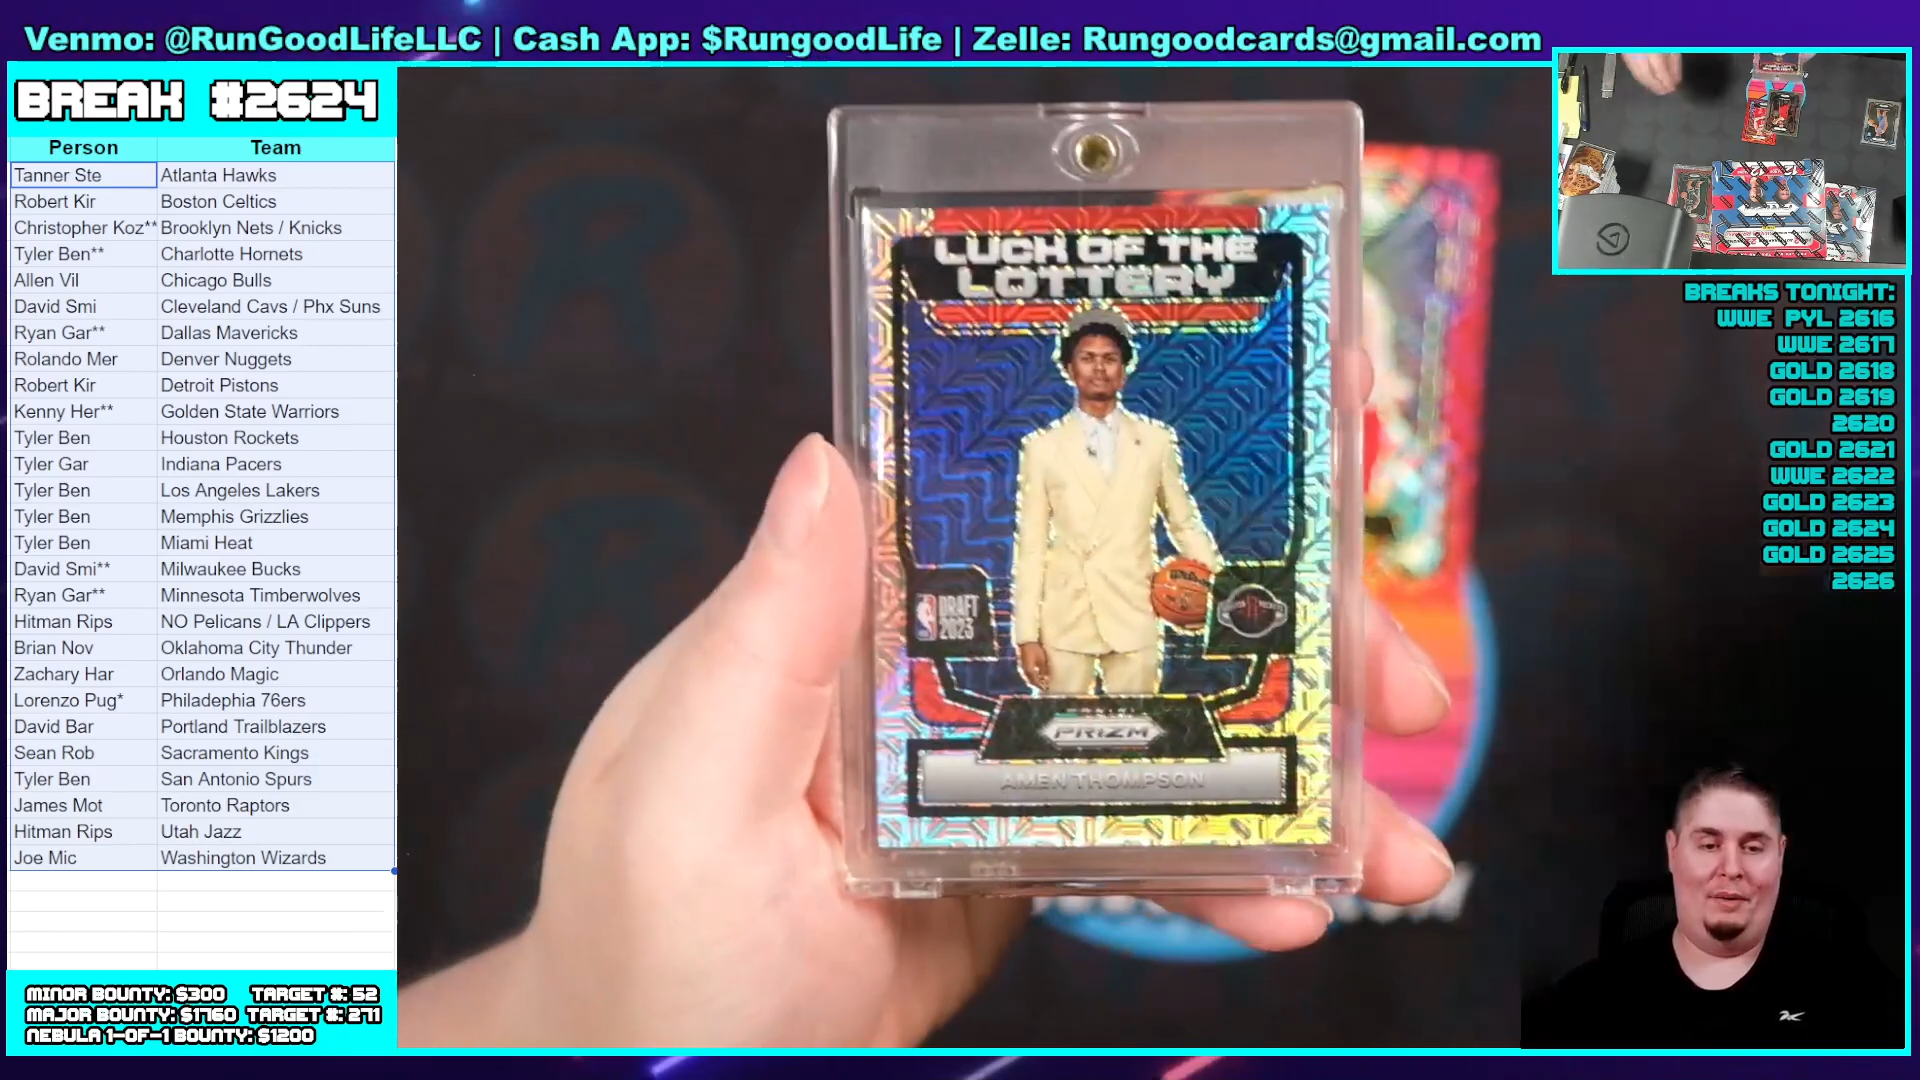 Venmo: @RunGoodLifeLLC | Cash App: $RungoodLife | Zelle: Rungoodcards@gmail.com
BREAK #2624
Person Team
Tanner Ste Atlanta Hawks
Robert Kir Boston Celtics
Christopher Koz** Brooklyn Nets / Knicks
Tyler Ben** Charlotte Hornets
Allen Vil Chicago Bulls
David Smi Cleveland Cavs / Phx Suns
Ryan Gar** Dallas Mavericks
Rolando Mer Denver Nuggets
Robert Kir Detroit Pistons
Kenny Her** Golden State Warriors
Tyler Ben Houston Rockets
Tyler Gar Indiana Pacers
Tyler Ben Los Angeles Lakers
Tyler Ben Memphis Grizzlies
Tyler Ben Miami Heat
David Smi** Milwaukee Bucks
Ryan Gar** Minnesota Timberwolves
Hitman Rips NO Pelicans / LA Clippers
Brian Nov Oklahoma City Thunder
Zachary Har Orlando Magic
Lorenzo Pug* Philadephia 76ers
David Bar Portland Trailblazers
Sean Rob Sacramento Kings
Tyler Ben San Antonio Spurs
James Mot Toronto Raptors
Hitman Rips Utah Jazz
Joe Mic Washington Wizards
MINOR BOUNTY: $300 TARGET #: 52
MAJOR BOUNTY: $1760 TARGET #: 271
NEBULA 1-OF-1 BOUNTY: $1200
LUCK OF THE
LOTTERY
DRAFT
2023
PANINI
PRIZM
AMEN THOMPSON
BREAKS TONIGHT:
WWE PYL 2616
WWE 2617
GOLD 2618
GOLD 2619
2620
GOLD 2621
WWE 2622
GOLD 2623
GOLD 2624
GOLD 2625
2626